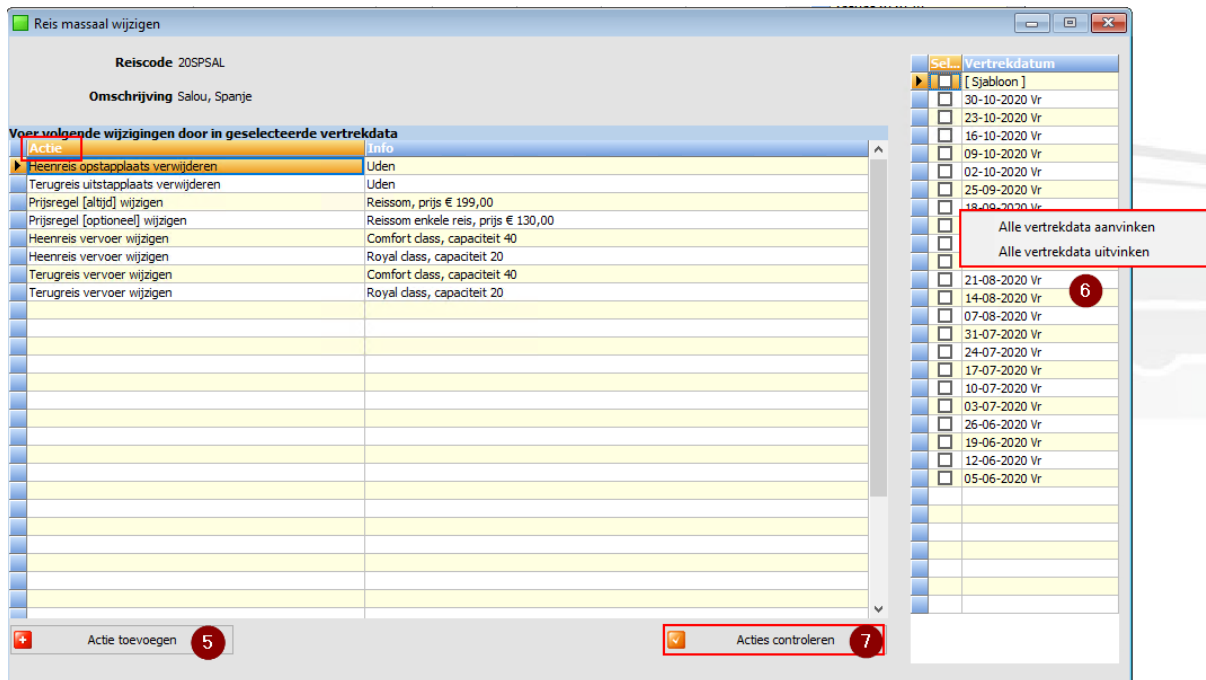 Reis massaal wijzigen
Reiscode 20SPSAL
Omschrijving Salou, Spanje
Voer volgende wijzigingen door in geselecteerde vertrekdata
Actie Info
Heenreis opstapplaats verwijderen Uden
Terugreis uitstapplaats verwijderen Uden
Prijsregel [altijd] wijzigen Reissom, prijs € 199,00
Prijsregel [optioneel] wijzigen Reissom enkele reis, prijs € 130,00
Heenreis vervoer wijzigen Comfort class, capaciteit 40
Heenreis vervoer wijzigen Royal class, capaciteit 20
Terugreis vervoer wijzigen Comfort class, capaciteit 40
Terugreis vervoer wijzigen Royal class, capaciteit 20
Actie toevoegen 5
Acties controleren 7
Sel... Vertrekdatum
[ Sjabloon ]
30-10-2020 Vr
23-10-2020 Vr
16-10-2020 Vr
09-10-2020 Vr
02-10-2020 Vr
25-09-2020 Vr
18-09-2020 Vr
Alle vertrekdata aanvinken
Alle vertrekdata uitvinken
6
21-08-2020 Vr
14-08-2020 Vr
07-08-2020 Vr
31-07-2020 Vr
24-07-2020 Vr
17-07-2020 Vr
10-07-2020 Vr
03-07-2020 Vr
26-06-2020 Vr
19-06-2020 Vr
12-06-2020 Vr
05-06-2020 Vr